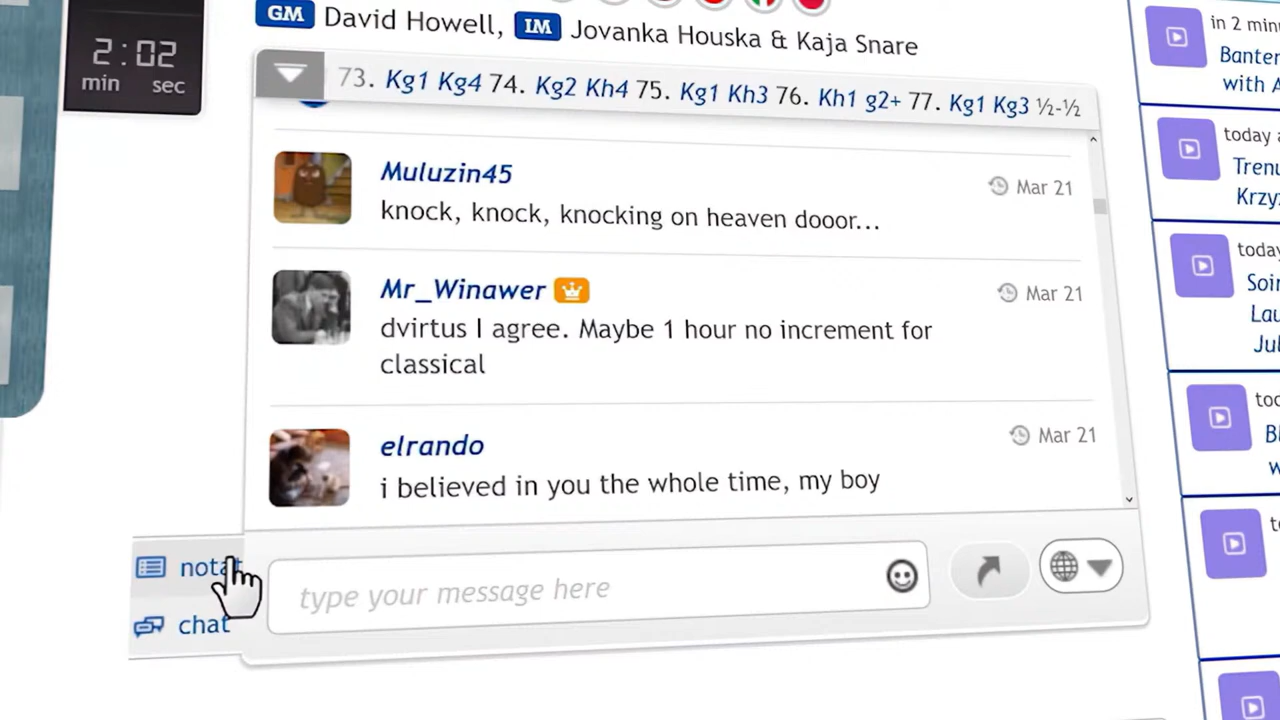 2:02
min sec
GM David Howell, IM Jovanka Houska & Kaja Snare
73. Kg1 Kg4 74. Kg2 Kh4 75. Kg1 Kh3 76. Kh1 g2+ 77. Kg1 Kg3 ½-½
Muluzin45
Mar 21
knock, knock, knocking on heaven dooor...
Mr_Winawer
Mar 21
dvirtus I agree. Maybe 1 hour no increment for
classical
elrando
Mar 21
i believed in you the whole time, my boy
type your message here
chat
in 2
Banter
with
today
Trenu
Krzyz
today
Soir
Lau
Jul